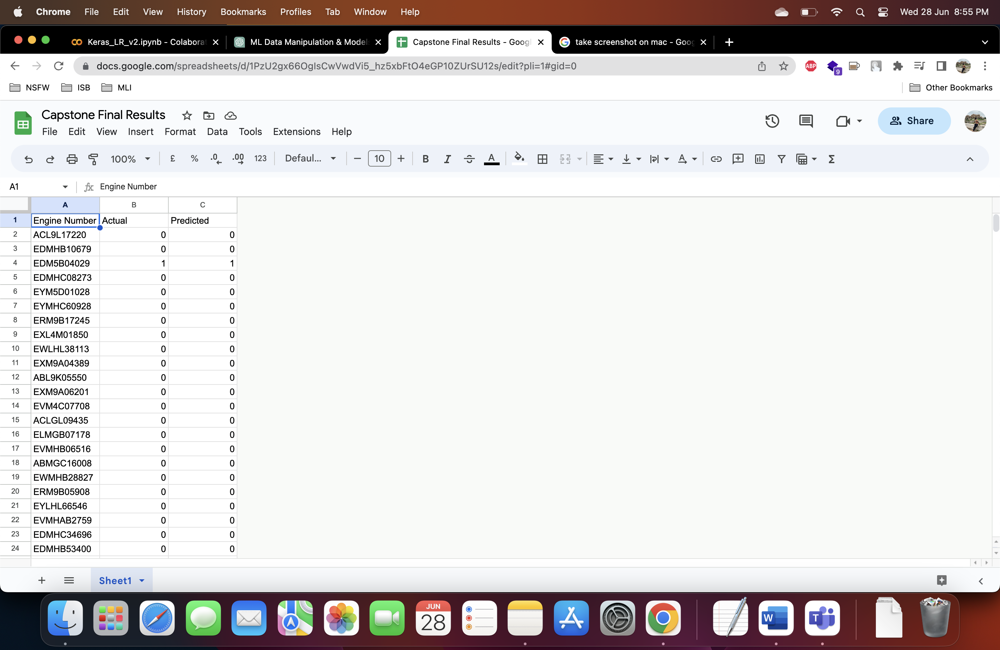 Chrome File Edit View History Bookmarks Profiles Tab Window Help Wed 28 Jun 8:55 PM
Keras_LR_v2.ipynb - Colaborat ML Data Manipulation & Model Capstone Final Results - Googl take screenshot on mac - Goog
docs.google.com/spreadsheets/d/1PzU2gx66OglsCwVwdVi5_hz5xbFtO4eGP10ZUrSU12s/edit?pli=1#gid=0 ABP 9
NSFW ISB MLI Other Bookmarks
Capstone Final Results Share
File Edit View Insert Format Data Tools Extensions Help
100% £ % .0 .00 123 Defaul... 10 B I A
A1 fx Engine Number
A B C
1 Engine Number Actual Predicted
2 ACL9L17220 0 0
3 EDMHB10679 0 0
4 EDM5B04029 1 1
5 EDMHC08273 0 0
6 EYM5D01028 0 0
7 EYMHC60928 0 0
8 ERM9B17245 0 0
9 EXL4M01850 0 0
10 EWLHL38113 0 0
11 EXM9A04389 0 0
12 ABL9K05550 0 0
13 EXM9A06201 0 0
14 EVM4C07708 0 0
15 ACLGL09435 0 0
16 ELMGB07178 0 0
17 EVMHB06516 0 0
18 ABMGC16008 0 0
19 EWMHB28827 0 0
20 ERM9B05908 0 0
21 EYLHL66546 0 0
22 EVMHAB2759 0 0
23 EDMHC34696 0 0
24 EDMHB53400 0 0
Sheet1
JUN
28
W T